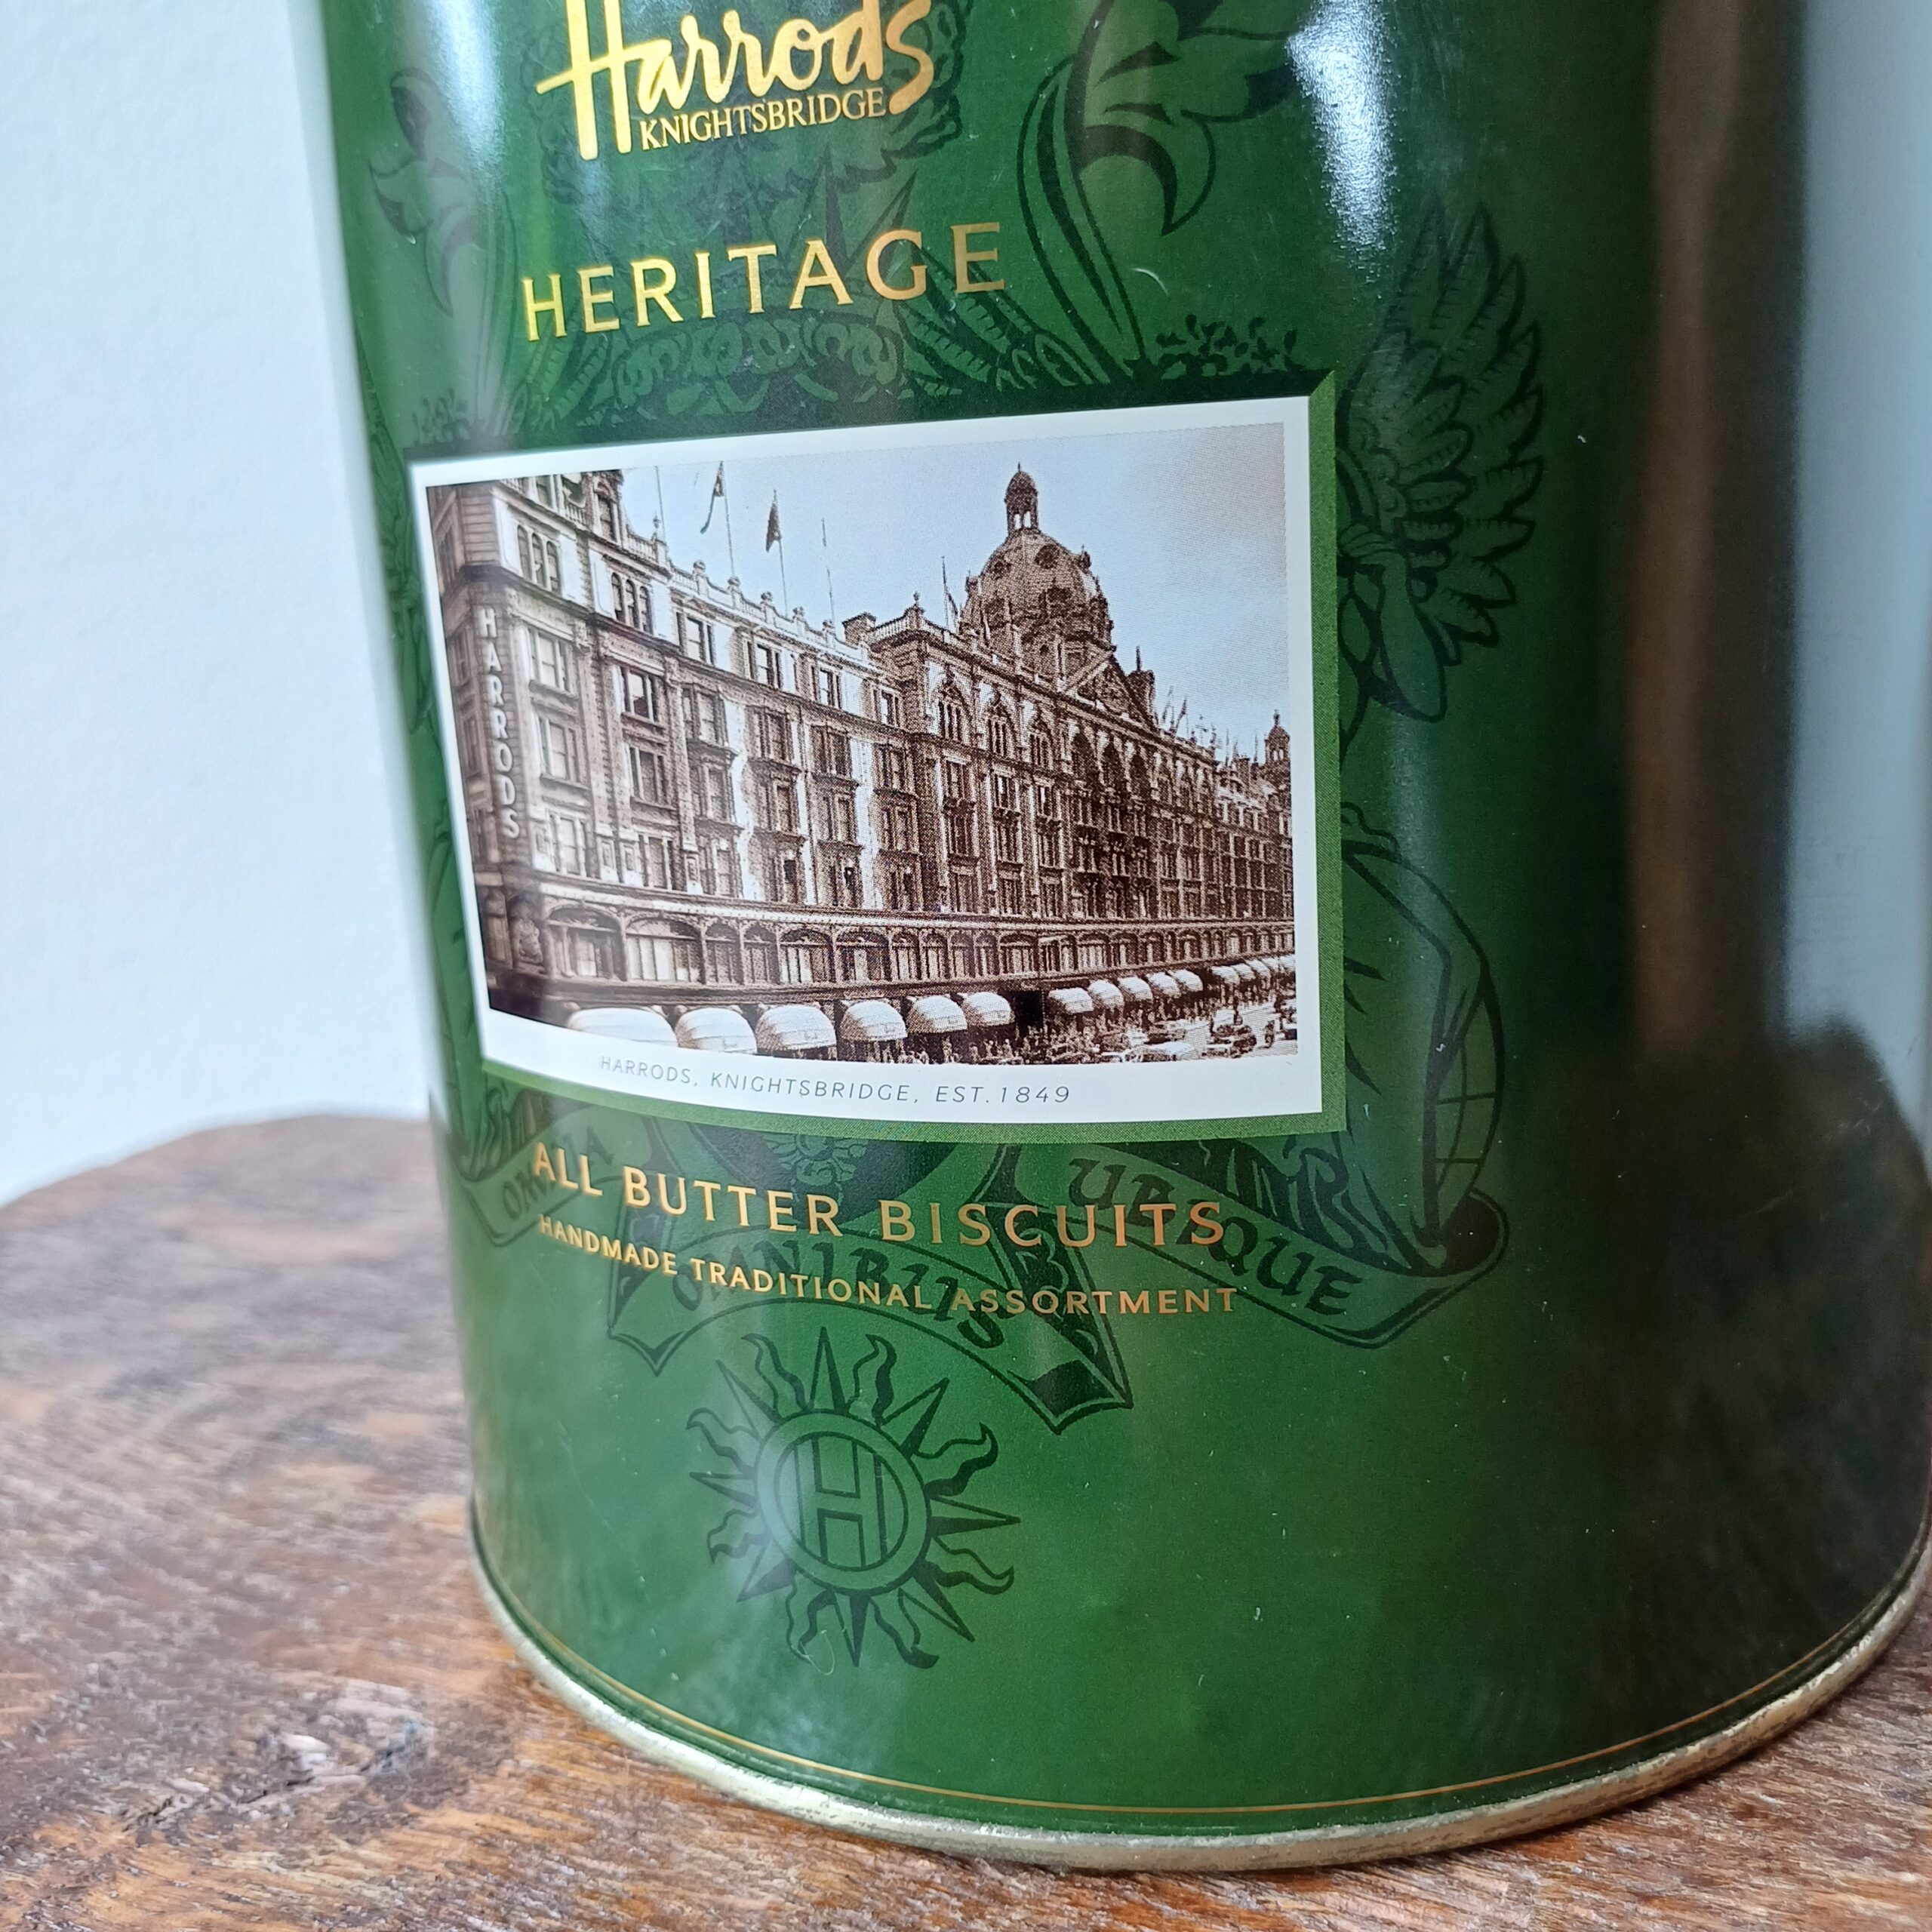 Harrods
KNIGHTSBRIDGE
HERITAGE
HARRODS
HARRODS, KNIGHTSBRIDGE, EST. 1849
ALL BUTTER BISCUITS
HANDMADE TRADITIONAL ASSORTMENT
OMNIA
OMNIBUS
UBIQUE
H